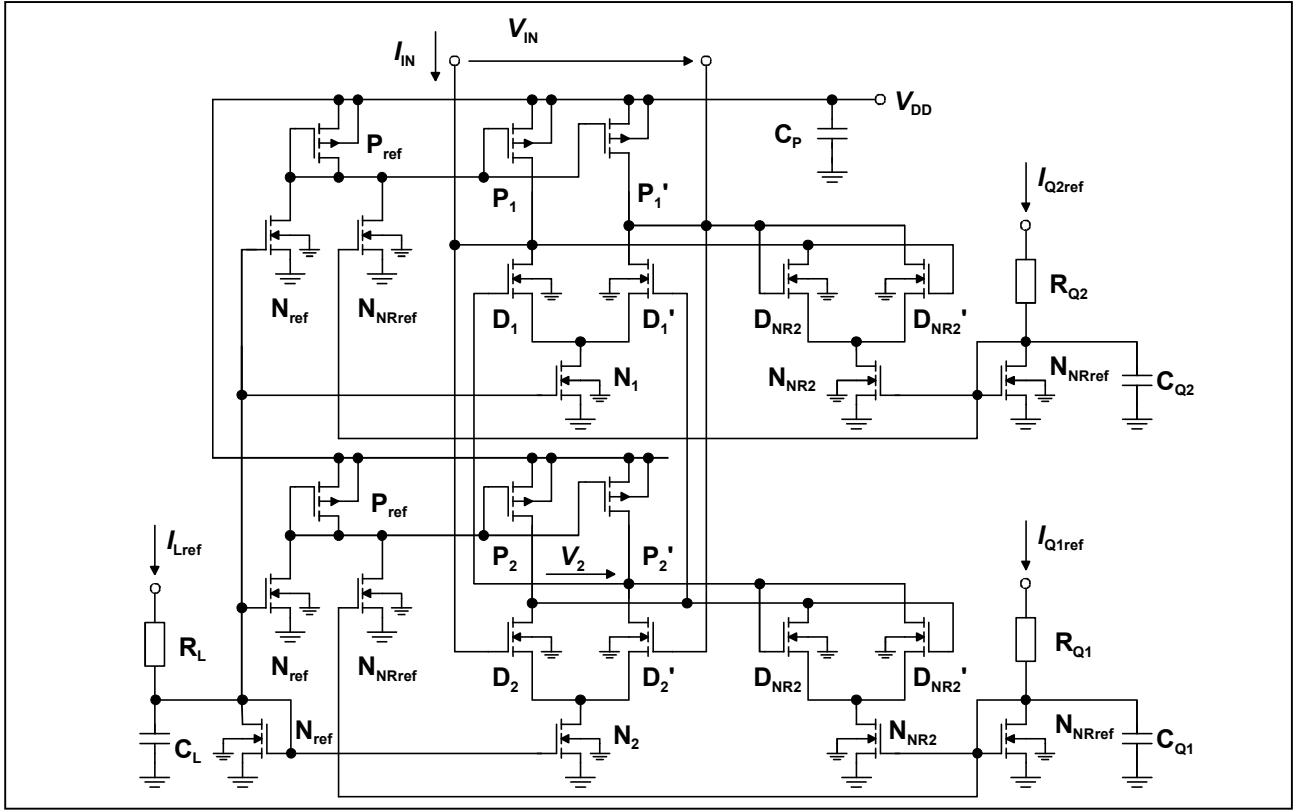 I_IN
V_IN
V_DD
C_P
P_ref
P_1
P_1'
I_Q2ref
R_Q2
N_ref
N_NRref
D_1
D_1'
D_NR2
D_NR2'
N_1
N_NR2
N_NRref
C_Q2
P_ref
P_2
V_2
P_2'
I_Lref
I_Q1ref
R_L
R_Q1
N_ref
N_NRref
D_2
D_2'
D_NR2
D_NR2'
C_L
N_ref
N_2
N_NR2
N_NRref
C_Q1